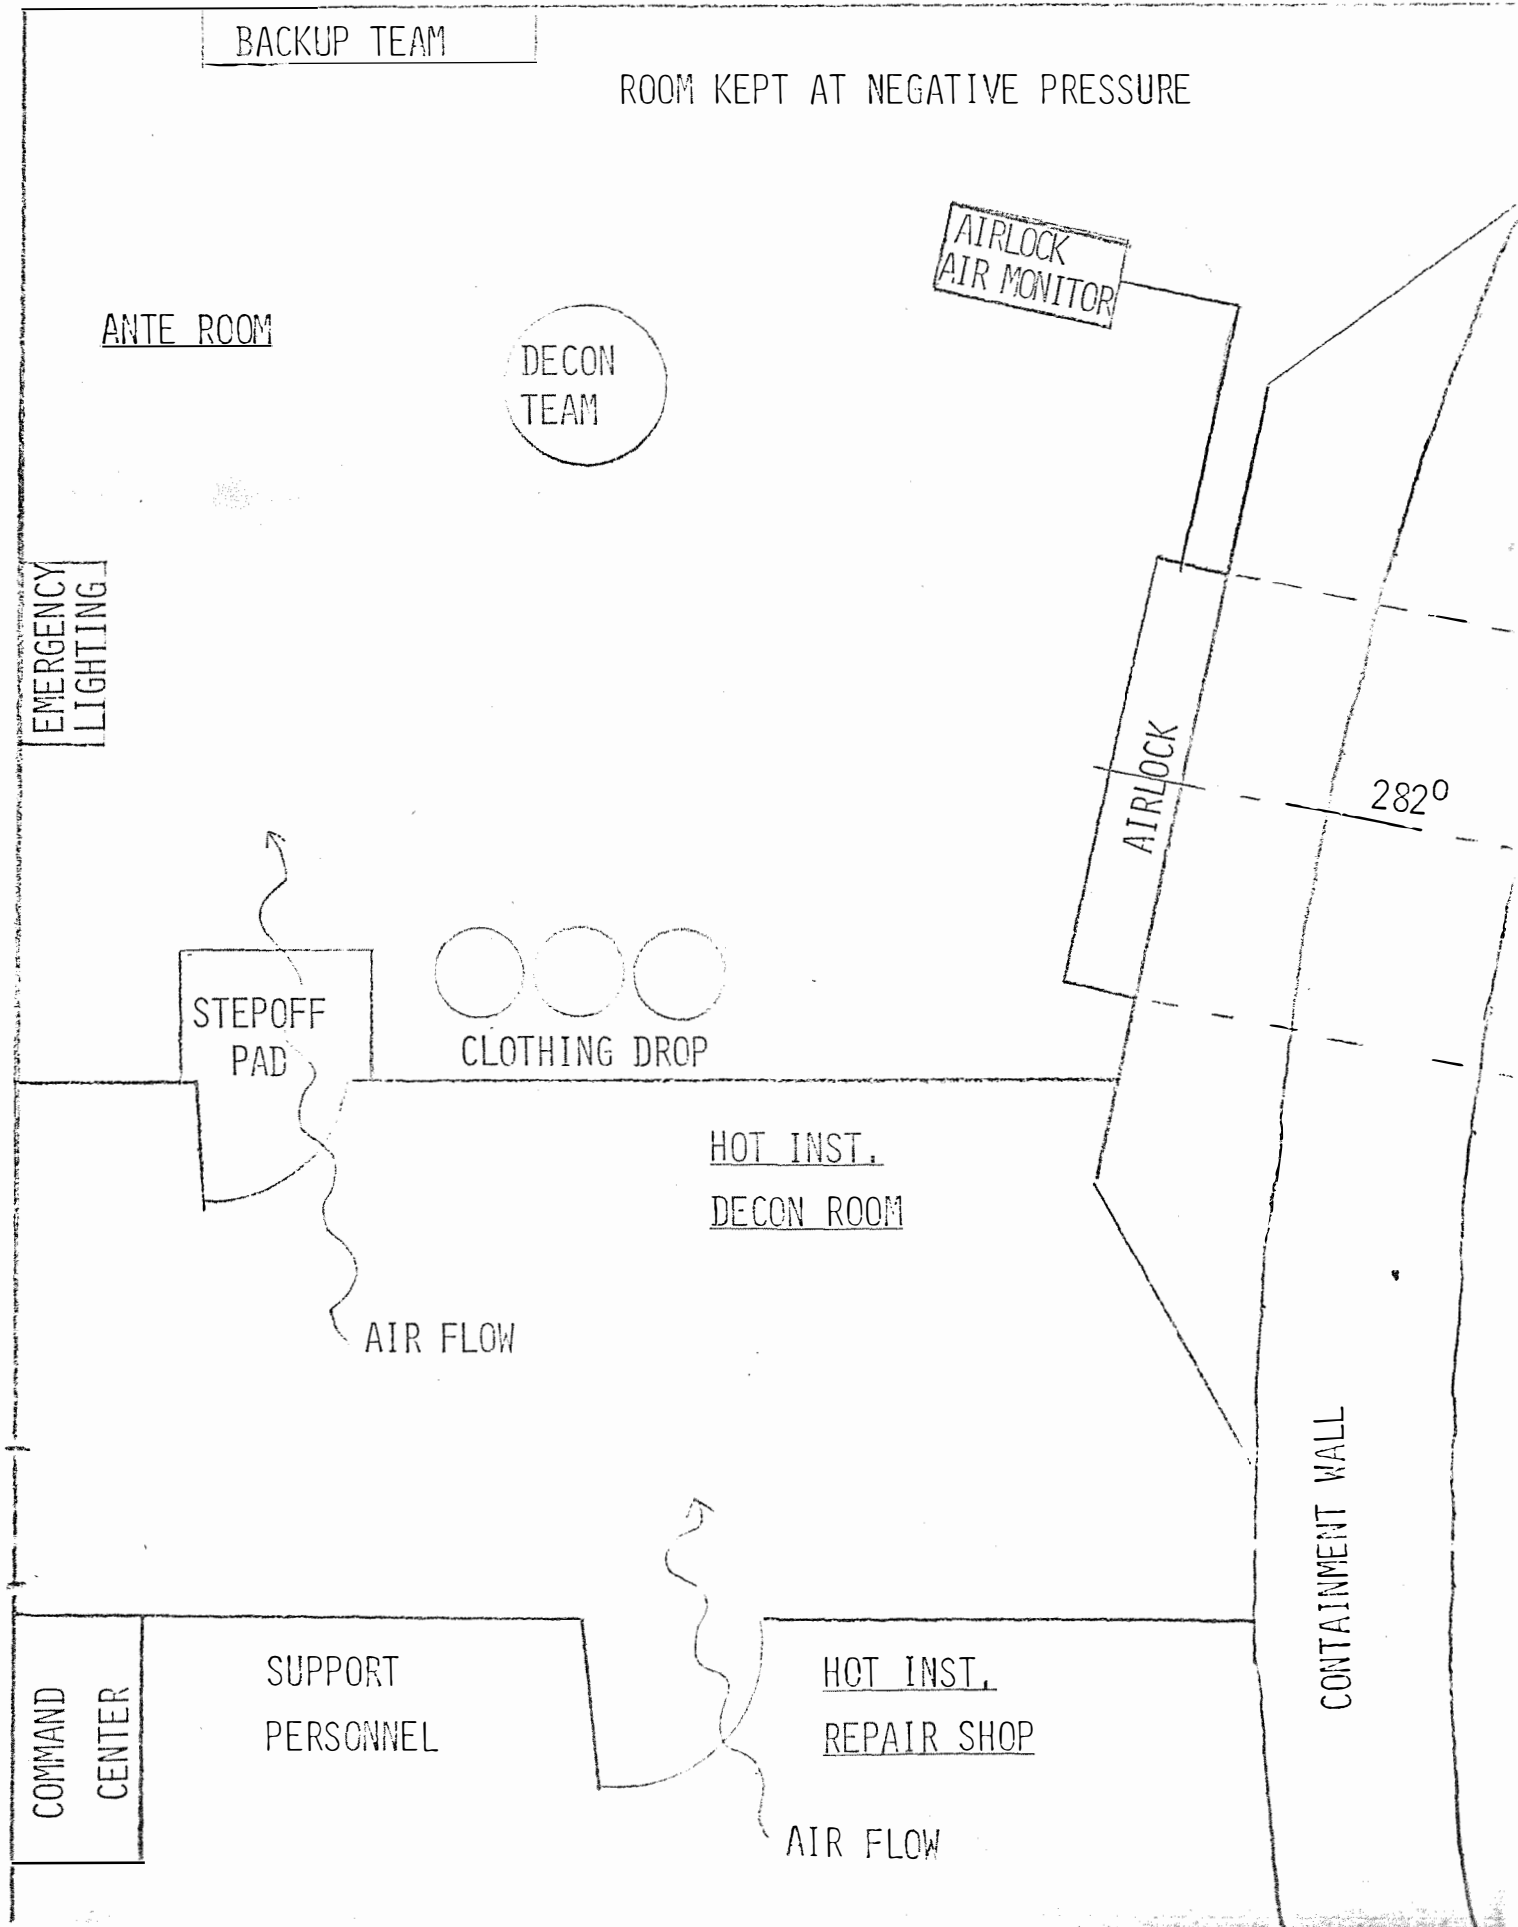 BACKUP TEAM
ROOM KEPT AT NEGATIVE PRESSURE
AIRLOCK
AIR MONITOR
ANTE ROOM
DECON
TEAM
EMERGENCY
LIGHTING
AIRLOCK
282⁰
STEPOFF
PAD
CLOTHING DROP
HOT INST.
DECON ROOM
AIR FLOW
CONTAINMENT WALL
COMMAND
CENTER
SUPPORT
PERSONNEL
HOT INST.
REPAIR SHOP
AIR FLOW